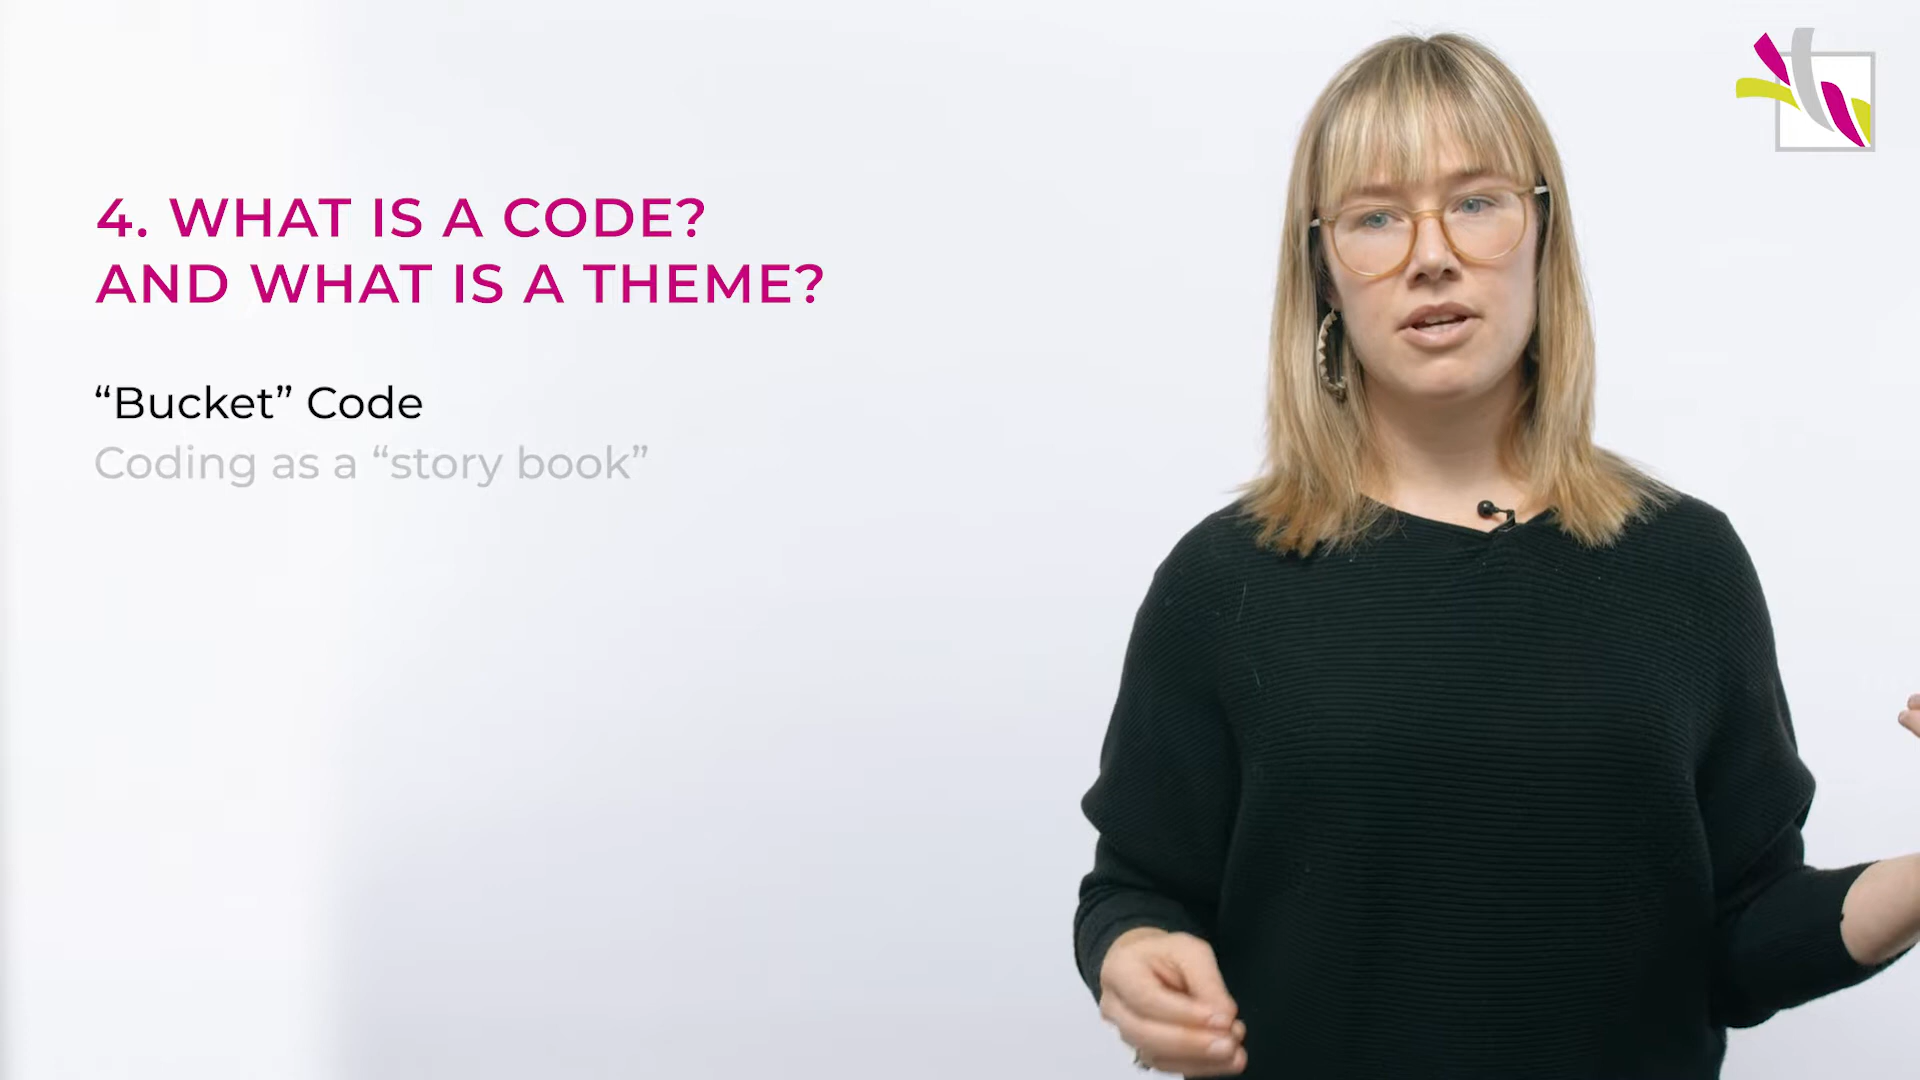 4. WHAT IS A CODE?
AND WHAT IS A THEME?
“Bucket” Code
Coding as a “story book”